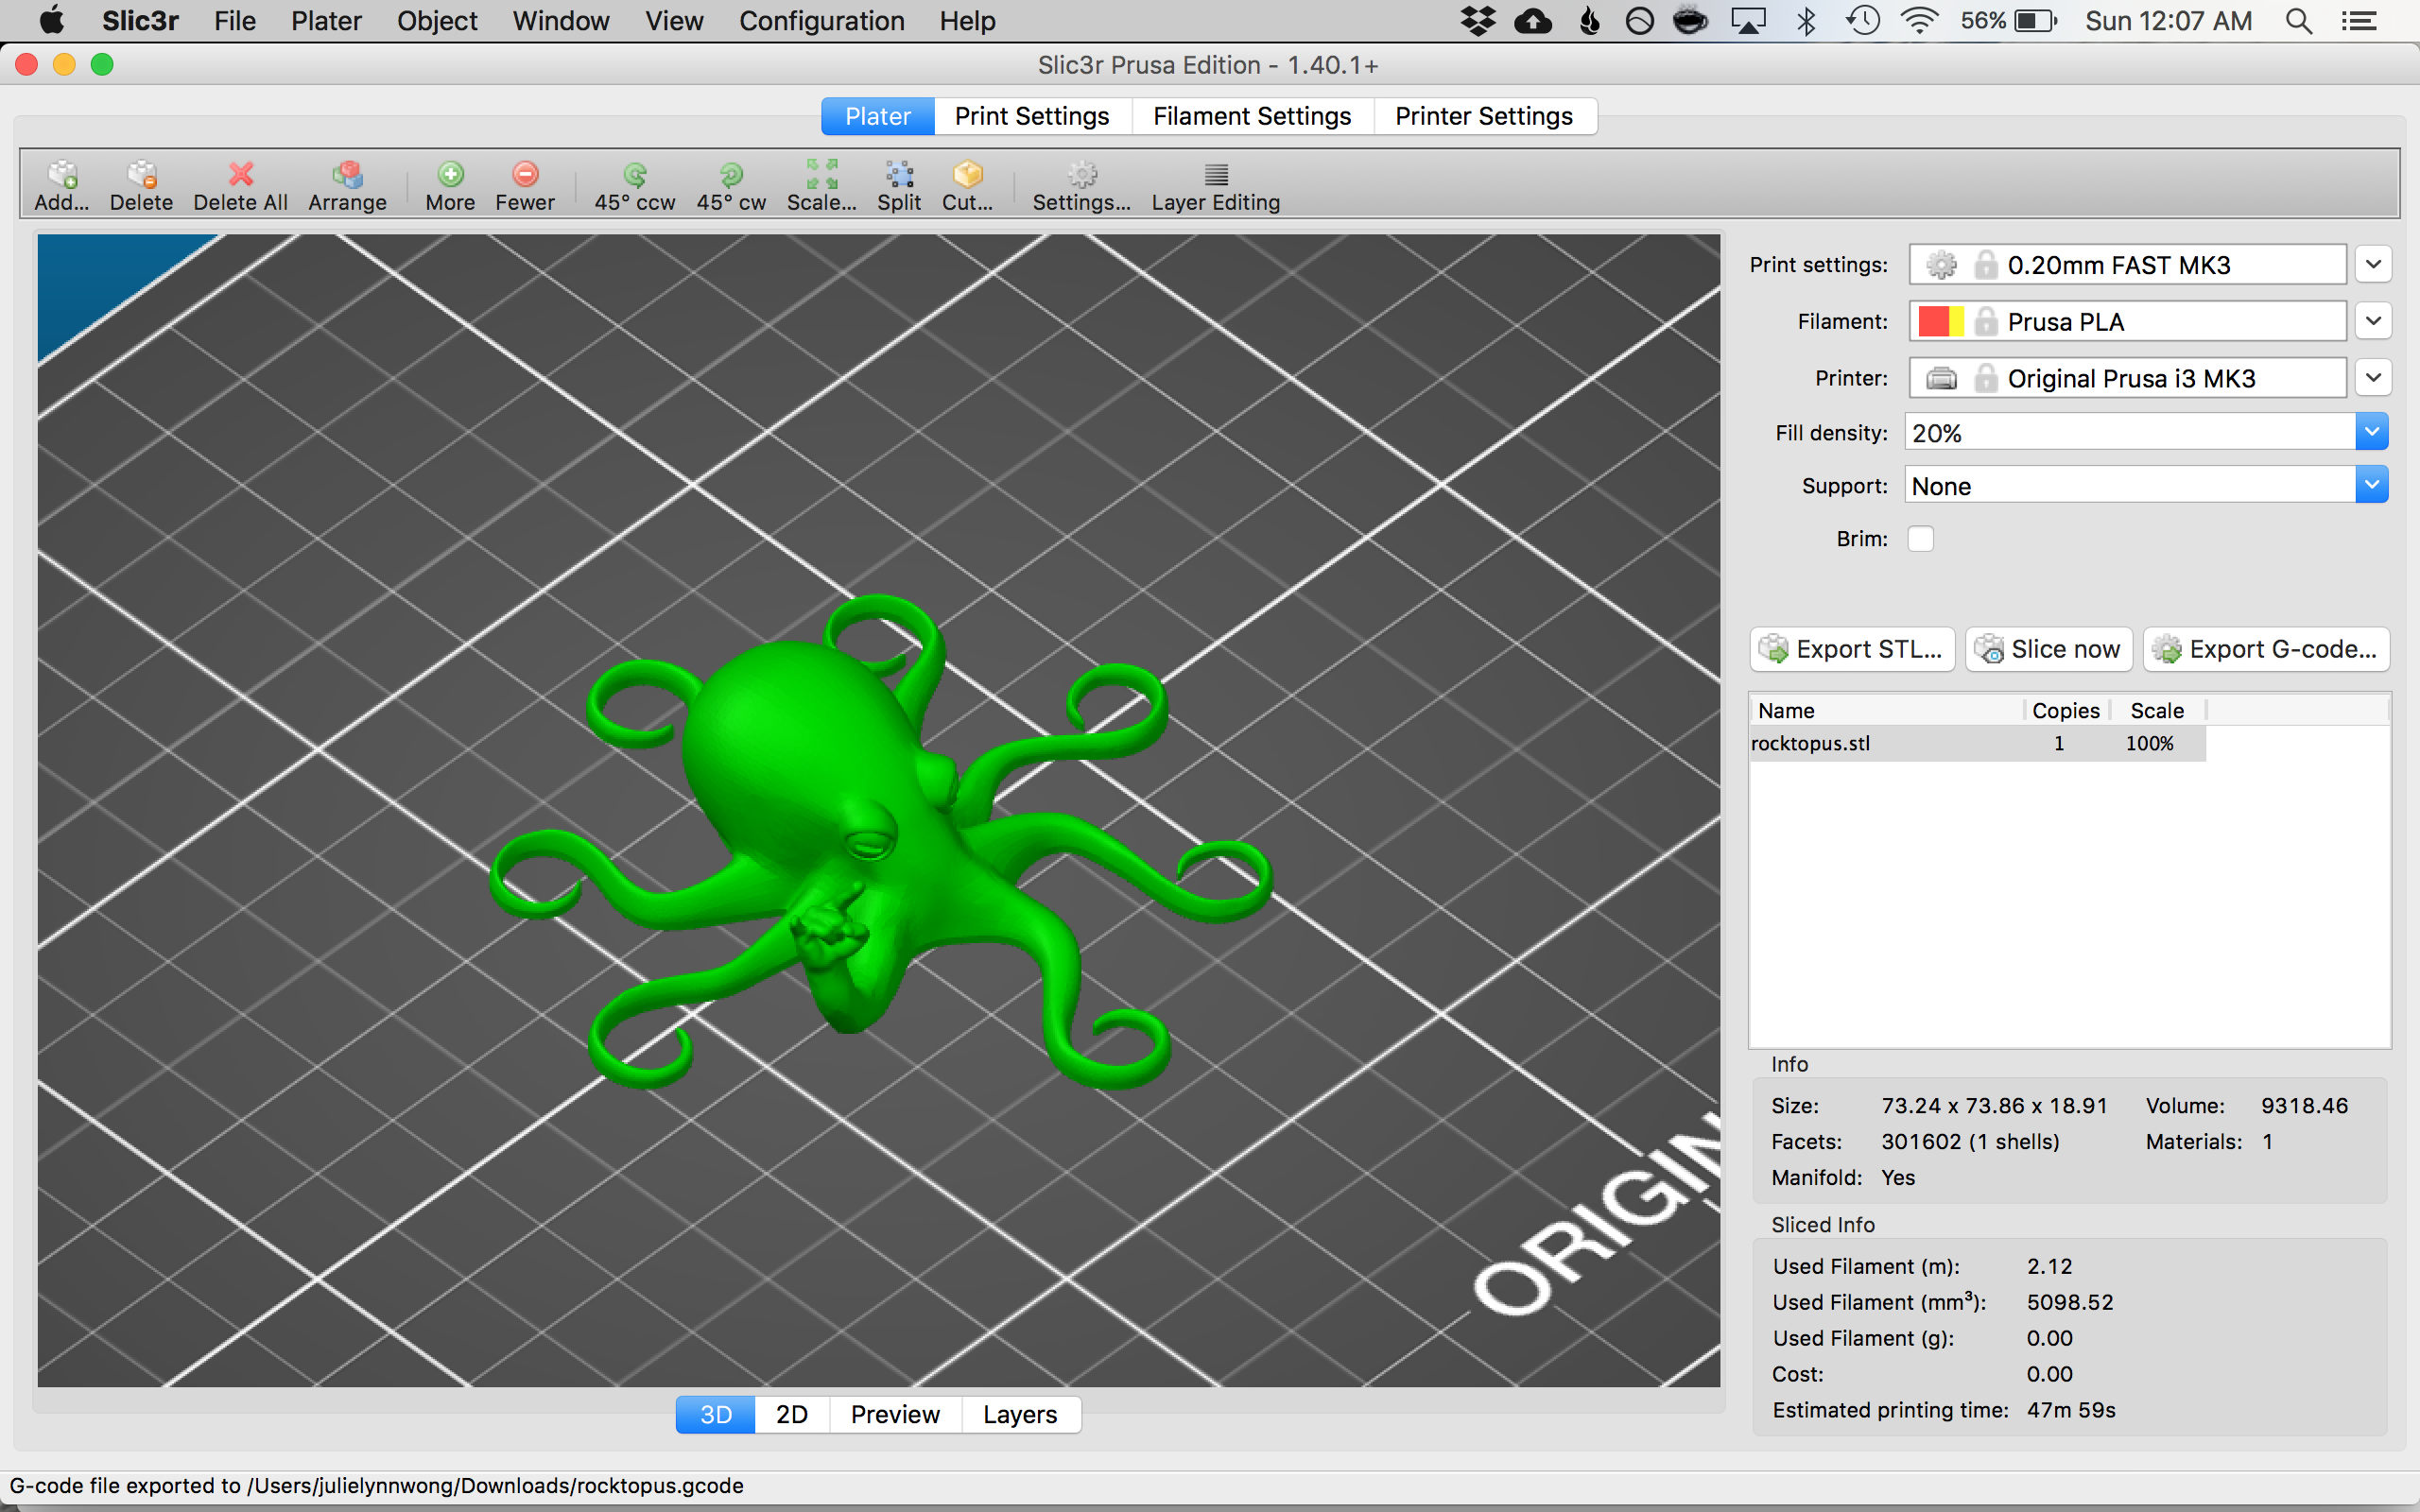 Slic3r File Plater Object Window View Configuration Help 56% Sun 12:07 AM
Slic3r Prusa Edition - 1.40.1+
Plater Print Settings Filament Settings Printer Settings
Add... Delete Delete All Arrange More Fewer 45° ccw 45° cw Scale... Split Cut... Settings... Layer Editing
Print settings: 0.20mm FAST MK3
Filament: Prusa PLA
Printer: Original Prusa i3 MK3
Fill density: 20%
Support: None
Brim:
Export STL... Slice now Export G-code...
Name Copies Scale
rocktopus.stl 1 100%
Info
Size: 73.24 x 73.86 x 18.91 Volume: 9318.46
Facets: 301602 (1 shells) Materials: 1
Manifold: Yes
Sliced Info
Used Filament (m): 2.12
Used Filament (mm³): 5098.52
Used Filament (g): 0.00
Cost: 0.00
Estimated printing time: 47m 59s
ORIGIN
3D 2D Preview Layers
G-code file exported to /Users/julielynnwong/Downloads/rocktopus.gcode